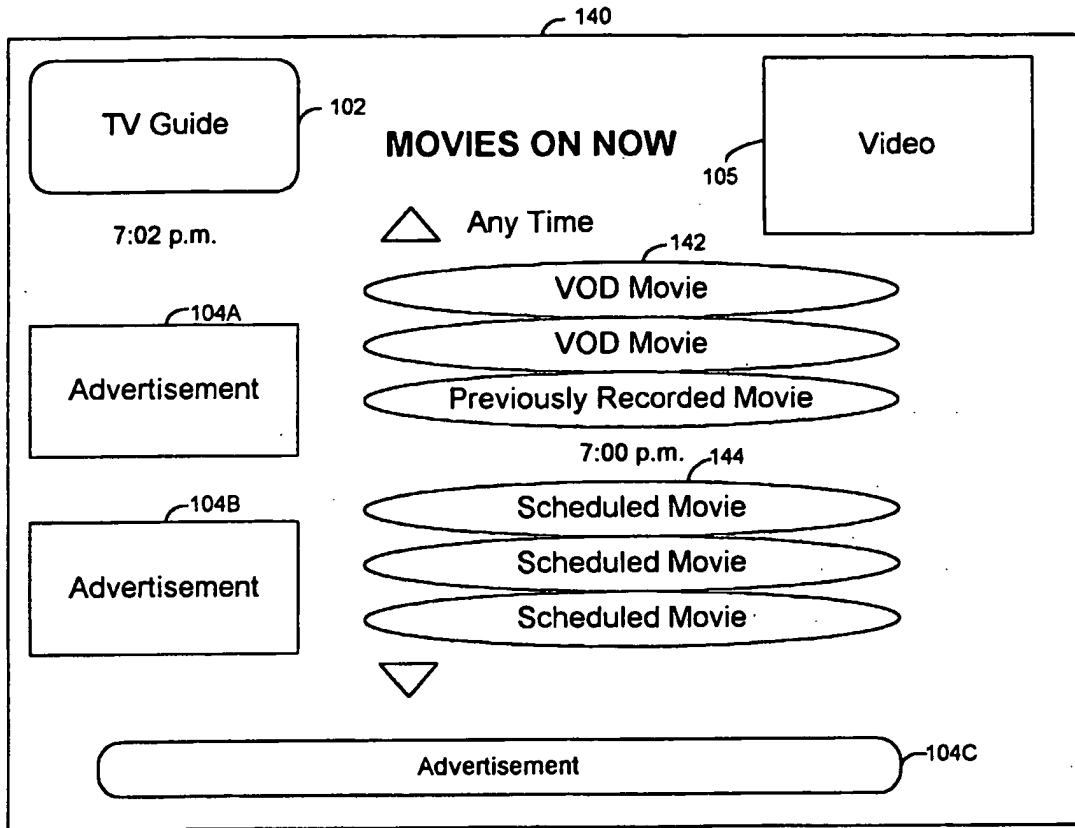 140
TV Guide
102
MOVIES ON NOW
105
Video
7:02 p.m.
Any Time
142
VOD Movie
VOD Movie
Previously Recorded Movie
104A
Advertisement
7:00 p.m.
144
Scheduled Movie
Scheduled Movie
Scheduled Movie
104B
Advertisement
Advertisement
104C